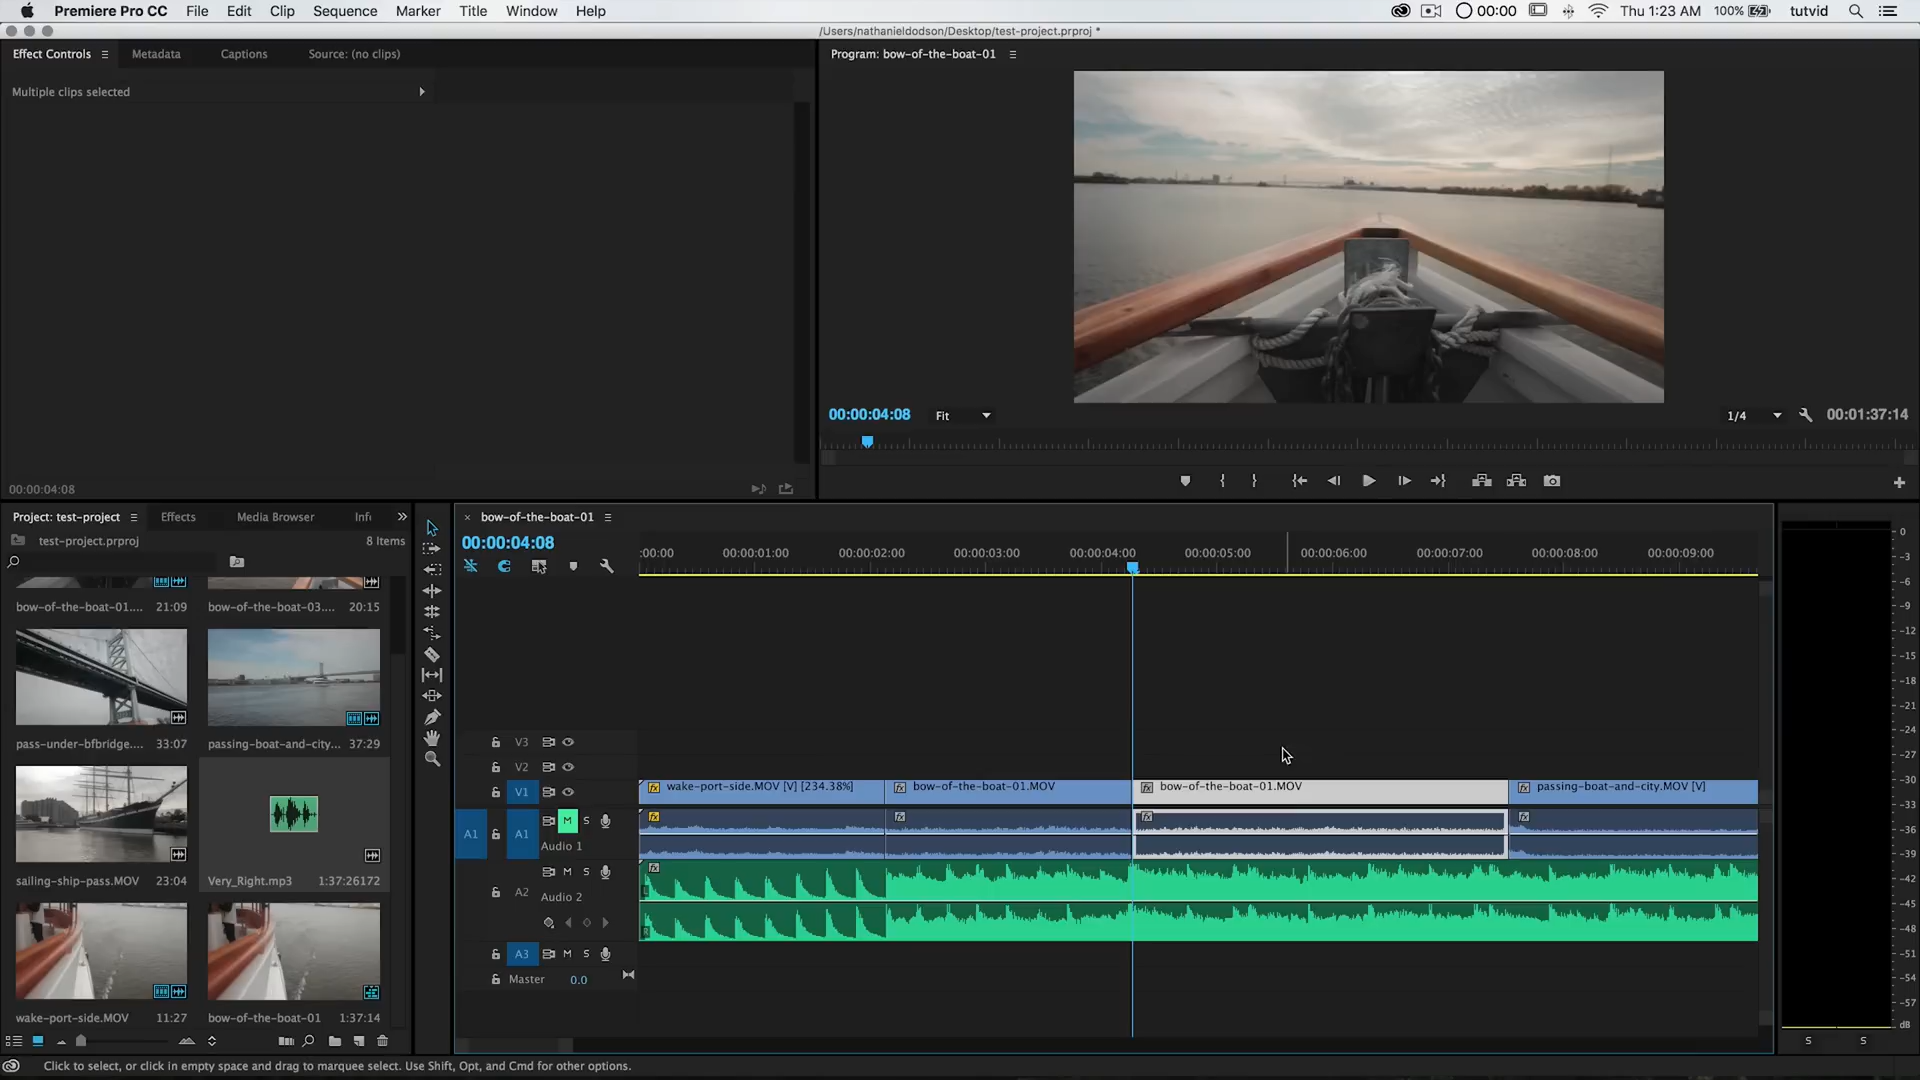 Premiere Pro CC File Edit Clip Sequence Marker Title Window Help 00:00 Thu 1:23 AM 100% tutvid
/Users/nathanieldodson/Desktop/test-project.prproj *
Effect Controls Metadata Captions Source: (no clips)
Program: bow-of-the-boat-01
Multiple clips selected
00:00:04:08 Fit 1/4 00:01:37:14
00:00:04:08
Project: test-project Effects Media Browser Info
test-project.prproj 8 Items
bow-of-the-boat-01.... 21:09
bow-of-the-boat-03.... 20:15
pass-under-bfbridge.... 33:07
passing-boat-and-city... 37:29
sailing-ship-pass.MOV 23:04
Very_Right.mp3 1:37:26172
wake-port-side.MOV 11:27
bow-of-the-boat-01 1:37:14
× bow-of-the-boat-01
00:00:04:08
:00:00 00:00:01:00 00:00:02:00 00:00:03:00 00:00:04:00 00:00:05:00 00:00:06:00 00:00:07:00 00:00:08:00 00:00:09:00
V3
V2
V1
wake-port-side.MOV [V] [234.38%] bow-of-the-boat-01.MOV bow-of-the-boat-01.MOV passing-boat-and-city.MOV [V]
A1 A1 M S
Audio 1
A2 M S
Audio 2
L
R
A3 M S
Master 0.0
0
-3
-6
-9
-12
-15
-18
-21
-24
-27
-30
-33
-36
-39
-42
-45
-48
-51
-54
-57
dB
S S
Click to select, or click in empty space and drag to marquee select. Use Shift, Opt, and Cmd for other options.